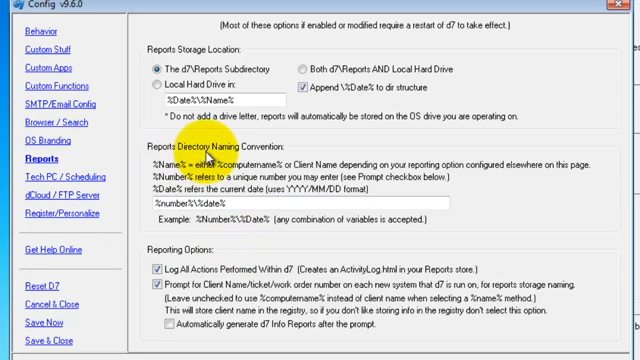 Config v9.6.0
(Most of these options if enabled or modified require a restart of d7 to take effect.)
Behavior
Custom Stuff
Custom Apps
Custom Functions
SMTP/Email Config
Browser / Search
OS Branding
Reports
Tech PC / Scheduling
dCloud / FTP Server
Register/Personalize
Get Help Online
Reset D7
Cancel & Close
Save Now
Save & Close
Reports Storage Location:
The d7\Reports Subdirectory
Both d7\Reports AND Local Hard Drive
Local Hard Drive in:
Append \%Date% to dir structure
%Date%\%Name%
* Do not add a drive letter, reports will automatically be stored on the OS drive you are operating on.
Reports Directory Naming Convention:
%Name% = either %computername% or Client Name depending on your reporting option configured elsewhere on this page.
%Number% refers to a unique number you may enter (see Prompt checkbox below.)
%Date% refers the current date (uses YYYY/MM/DD format)
%number%\%date%
Example: %Number%\%Date% (any combination of variables is accepted.)
Reporting Options:
Log All Actions Performed Within d7 (Creates an ActivityLog.html in your Reports store.)
Prompt for Client Name/ticket/work order number on each new system that d7 is run on, for reports storage naming.
(Leave unchecked to use %computername% instead of client name when selecting a %name% method.)
This will store client name in the registry, so if you don't like storing info in the registry don't select this option.
Automatically generate d7 Info Reports after the prompt.